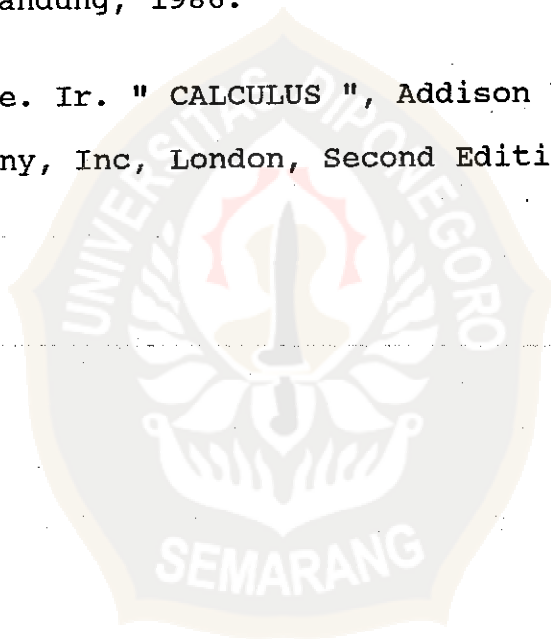 andung, 1986.
e. Ir. " CALCULUS ", Addison
ny, Inc, London, Second Editi
UNIVERSITAS DIPONEGORO
SEMARANG